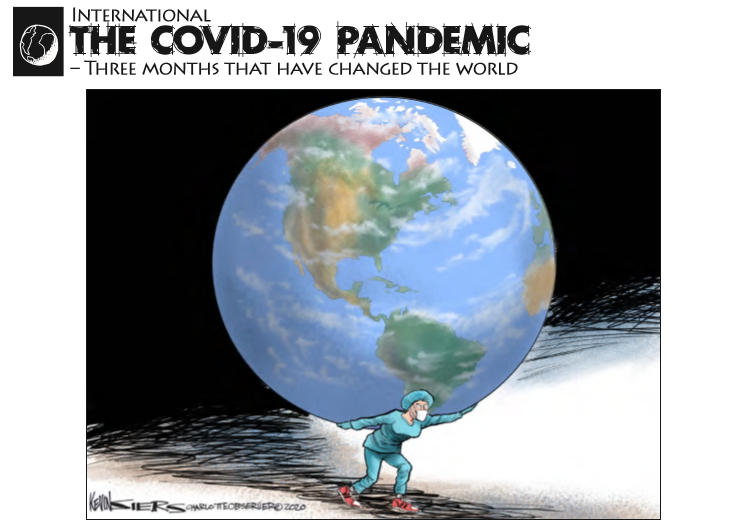 INTERNATIONAL
THE COVID-19 PANDEMIC
– THREE MONTHS THAT HAVE CHANGED THE WORLD
KEVIN SIERS CHARLOTTE OBSERVER © 2020